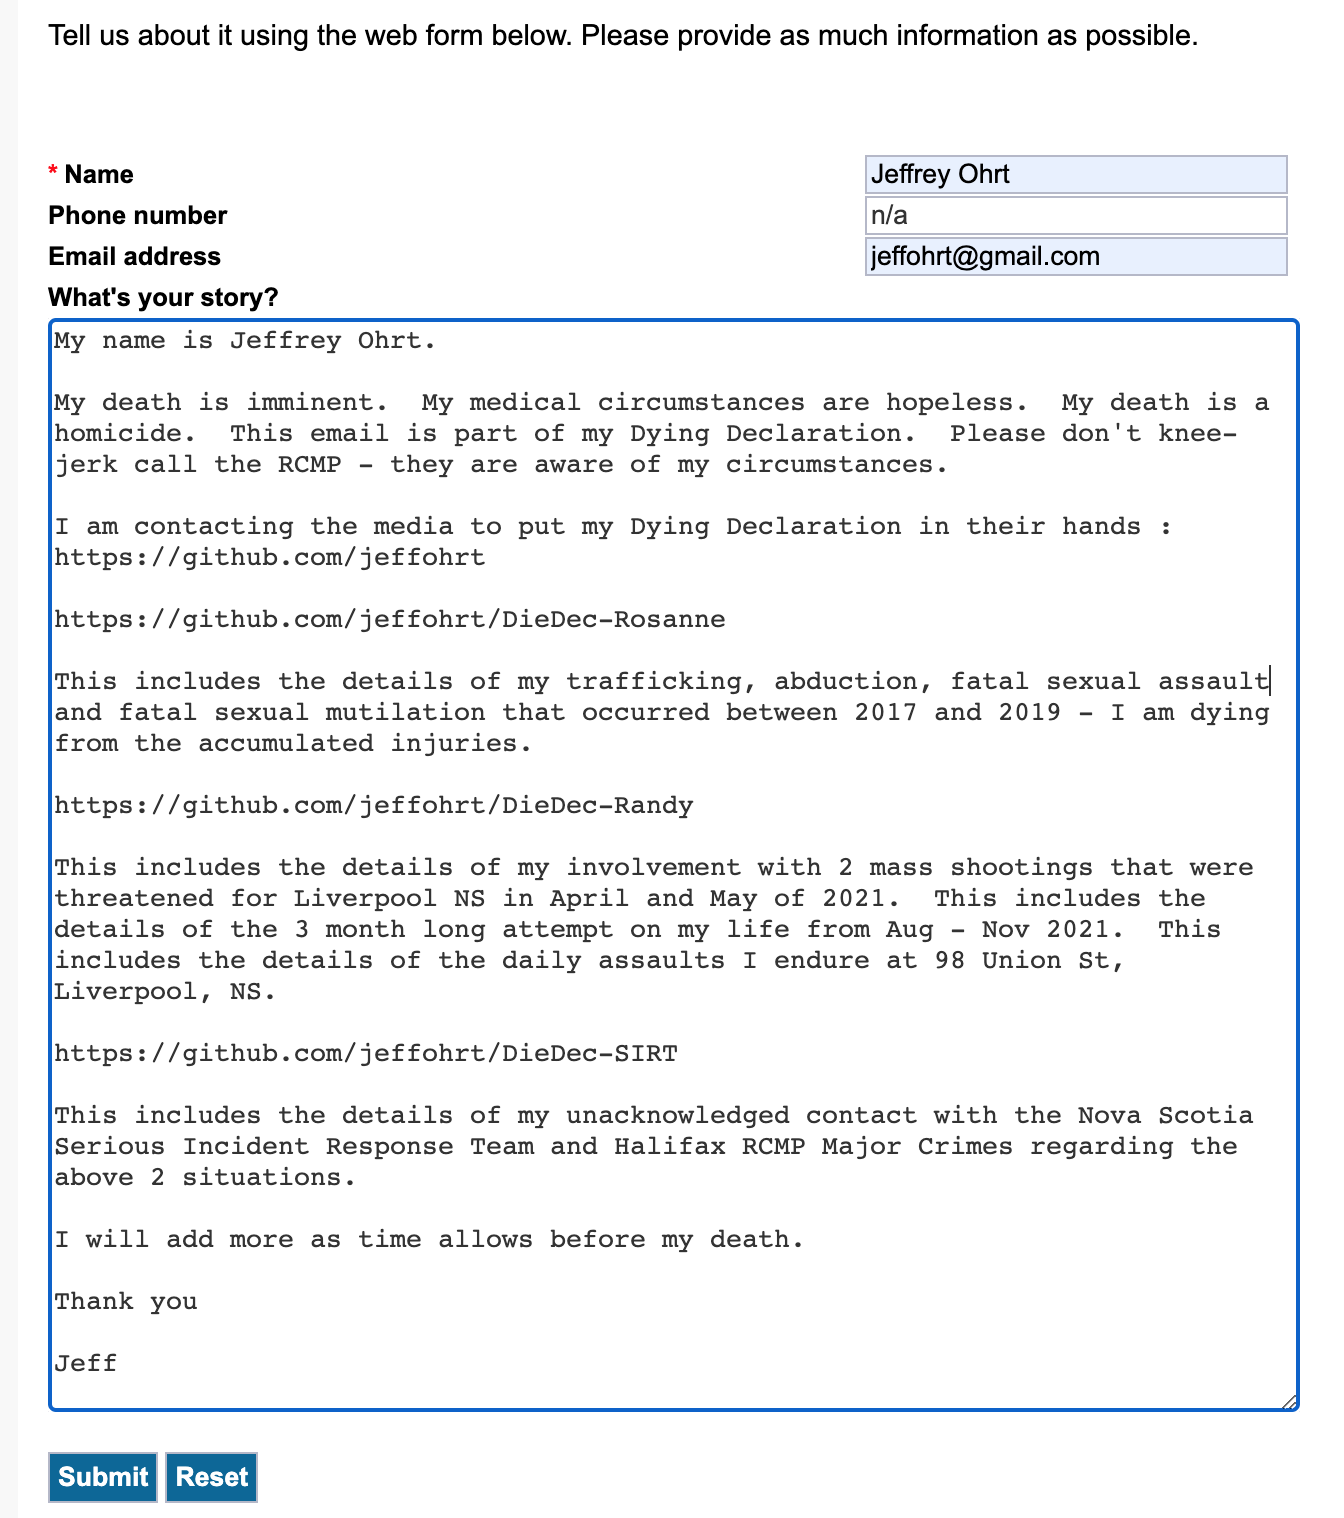 Tell us about it using the web form below. Please provide as much information as possible.
* Name
Jeffrey Ohrt
Phone number
n/a
Email address
jeffohrt@gmail.com
What's your story?
My name is Jeffrey Ohrt.
My death is imminent.  My medical circumstances are hopeless.  My death is a
homicide.  This email is part of my Dying Declaration.  Please don't knee-
jerk call the RCMP - they are aware of my circumstances.
I am contacting the media to put my Dying Declaration in their hands :
https://github.com/jeffohrt
https://github.com/jeffohrt/DieDec-Rosanne
This includes the details of my trafficking, abduction, fatal sexual assault
and fatal sexual mutilation that occurred between 2017 and 2019 - I am dying
from the accumulated injuries.
https://github.com/jeffohrt/DieDec-Randy
This includes the details of my involvement with 2 mass shootings that were
threatened for Liverpool NS in April and May of 2021.  This includes the
details of the 3 month long attempt on my life from Aug - Nov 2021.  This
includes the details of the daily assaults I endure at 98 Union St,
Liverpool, NS.
https://github.com/jeffohrt/DieDec-SIRT
This includes the details of my unacknowledged contact with the Nova Scotia
Serious Incident Response Team and Halifax RCMP Major Crimes regarding the
above 2 situations.
I will add more as time allows before my death.
Thank you
Jeff
Submit Reset